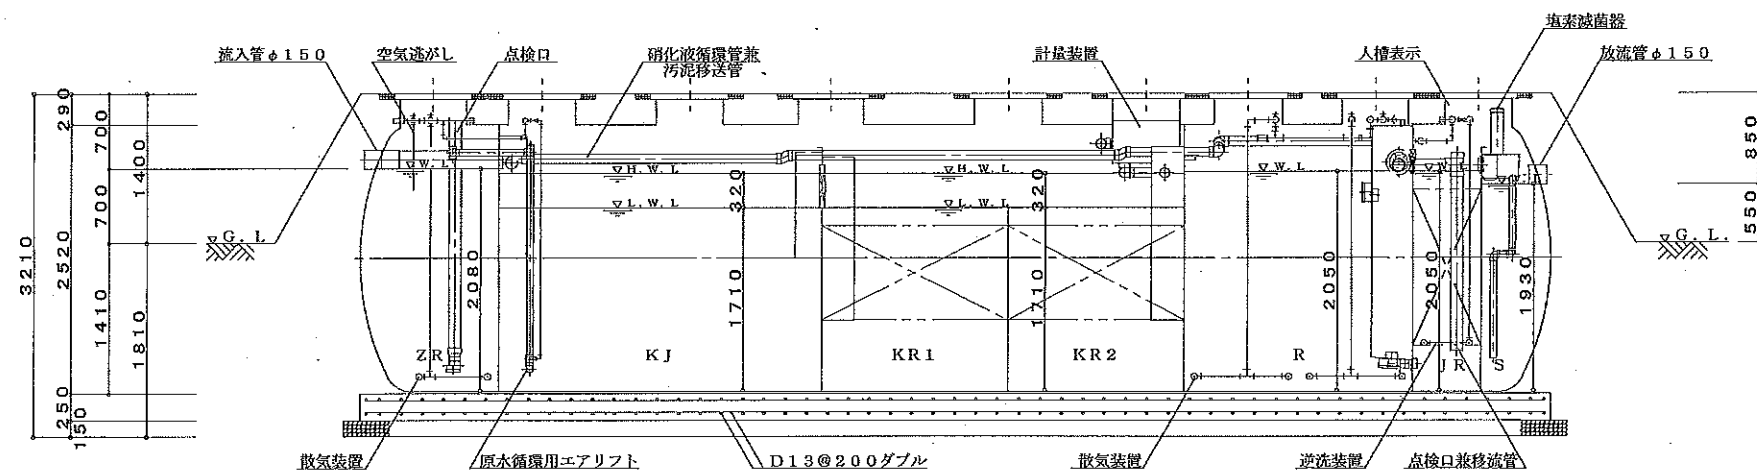 塩素滅菌器
流入管φ150
空気逃がし
点検口
硝化液循環管兼
汚泥移送管
計量装置
人槽表示
放流管φ150
290
700
1400
700
3210
2520
1410
1810
250
150
850
550
G.L
G.L.
W.L
H.W.L
L.W.L
H.W.L
L.W.L
W.L
W.L
320
320
2080
1710
1710
2050
2050
1930
ZR
KJ
KR1
KR2
R
JR
S
散気装置
原水循環用エアリフト
D13@200ダブル
散気装置
逆洗装置
点検口兼移流管